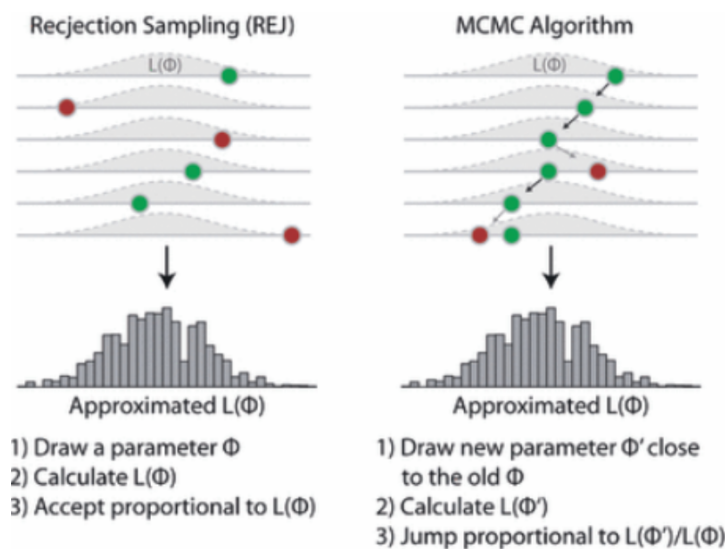 Recjection Sampling (REJ)
L(Φ)
Approximated L(Φ)
1) Draw a parameter Φ
2) Calculate L(Φ)
3) Accept proportional to L(Φ)
MCMC Algorithm
L(Φ)
Approximated L(Φ)
1) Draw new parameter Φ' close
to the old Φ
2) Calculate L(Φ')
3) Jump proportional to L(Φ')/L(Φ)